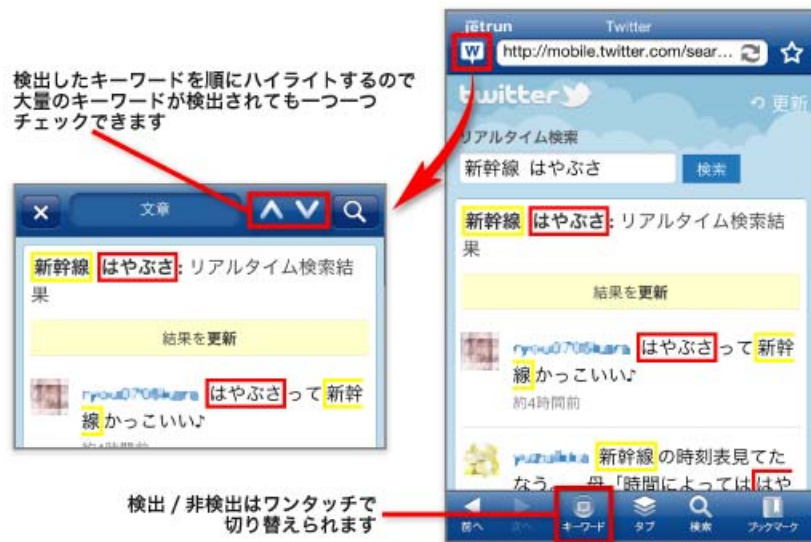 検出したキーワードを順にハイライトするので
大量のキーワードが検出されても一つ一つ
チェックできます
文章
新幹線 はやぶさ: リアルタイム検索結
果
結果を更新
はやぶさって新幹
線かっこいい♪
検出 / 非検出はワンタッチで
切り替えられます
jetrun
Twitter
W
http://mobile.twitter.com/sear...
twitter
更新
リアルタイム検索
新幹線 はやぶさ
検索
新幹線 はやぶさ: リアルタイム検索結
果
結果を更新
はやぶさって新幹
線かっこいい♪
約4時間前
新幹線の時刻表見てた
なう。 母「時間によってははや
前へ
次へ
キーワード
タブ
検索
ブックマーク